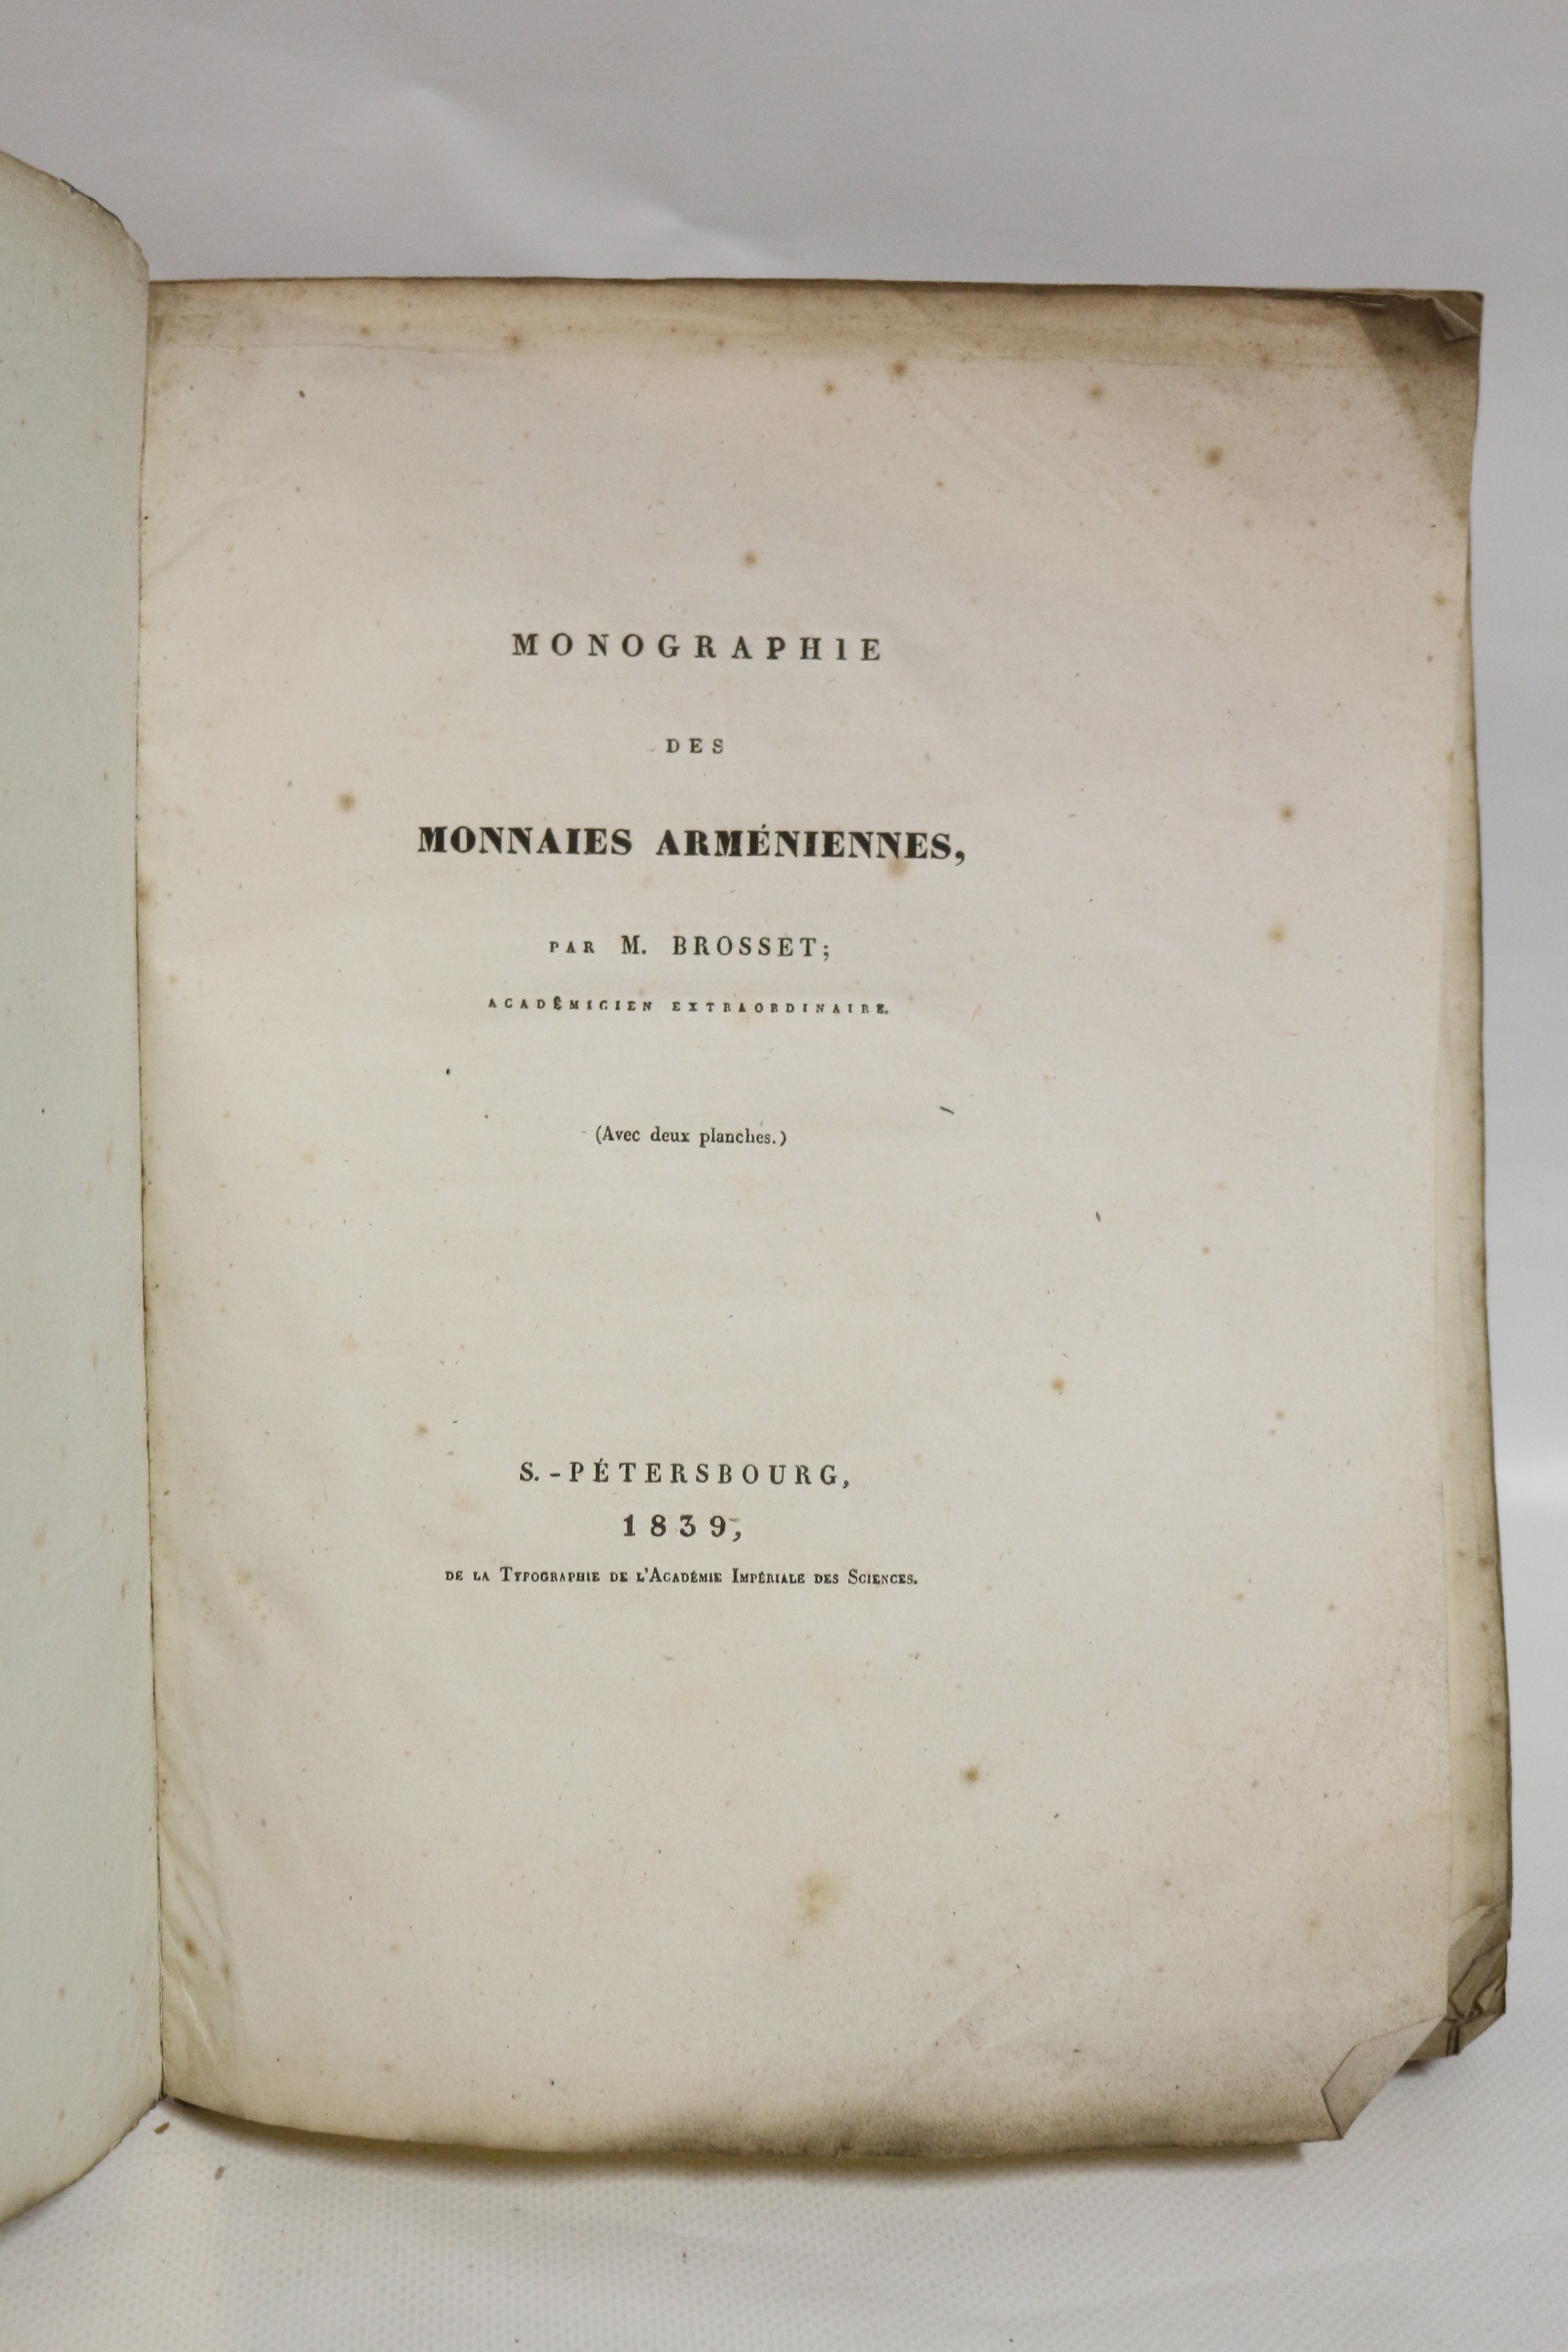 MONOGRAPHIE
DES
MONNAIES ARMÉNIENNES,
PAR M. BROSSET;
ACADÉMICIEN EXTRAORDINAIRE.
(Avec deux planches.)
S.-PÉTERSBOURG,
1839,
DE LA TYPOGRAPHIE DE L'ACADÉMIE IMPÉRIALE DES SCIENCES.